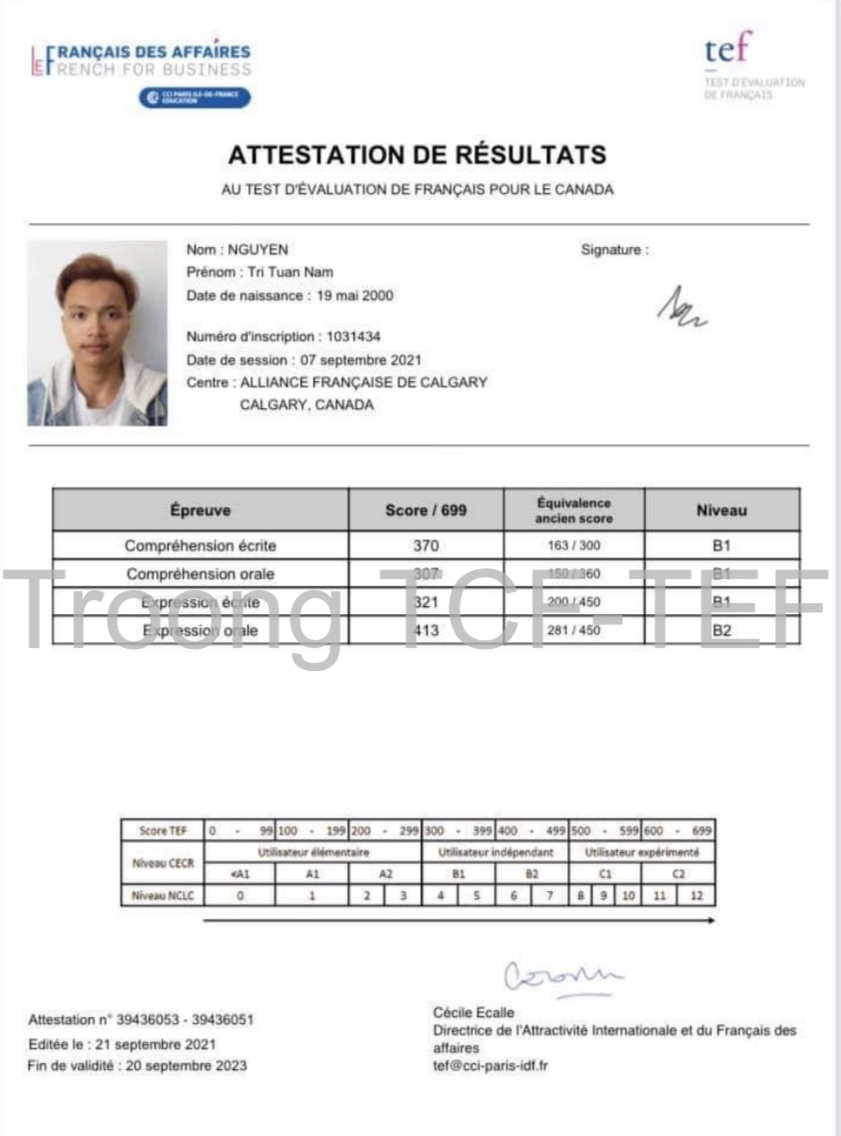 LE FRANÇAIS DES AFFAIRES
FRENCH FOR BUSINESS
CCI PARIS ILE-DE-FRANCE
EDUCATION
tef
TEST D'ÉVALUATION
DE FRANÇAIS
ATTESTATION DE RÉSULTATS
AU TEST D'ÉVALUATION DE FRANÇAIS POUR LE CANADA
Nom : NGUYEN
Prénom : Tri Tuan Nam
Date de naissance : 19 mai 2000
Signature :
Numéro d'inscription : 1031434
Date de session : 07 septembre 2021
Centre : ALLIANCE FRANÇAISE DE CALGARY
CALGARY, CANADA
Épreuve Score / 699 Équivalence ancien score Niveau
Compréhension écrite 370 163 / 300 B1
Compréhension orale 307 150 / 360 B1
Expression écrite 321 200 / 450 B1
Expression orale 413 281 / 450 B2
Troong TCF-TEF
Score TEF 0 - 99 100 - 199 200 - 299 300 - 399 400 - 499 500 - 599 600 - 699
Niveau CECR Utilisateur élémentaire Utilisateur indépendant Utilisateur expérimenté
<A1 A1 A2 B1 B2 C1 C2
Niveau NCLC 0 1 2 3 4 5 6 7 8 9 10 11 12
Attestation n° 39436053 - 39436051
Editée le : 21 septembre 2021
Fin de validité : 20 septembre 2023
Cécile Ecalle
Directrice de l'Attractivité Internationale et du Français des
affaires
tef@cci-paris-idf.fr